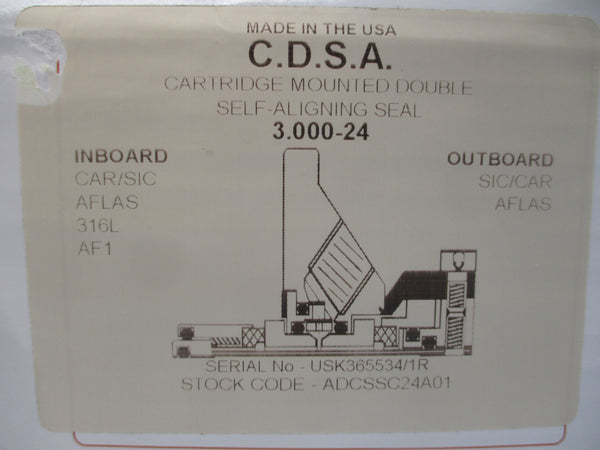 MADE IN THE USA
C.D.S.A.
CARTRIDGE MOUNTED DOUBLE
SELF-ALIGNING SEAL
3.000-24
INBOARD
CAR/SIC
AFLAS
316L
AF1
OUTBOARD
SIC/CAR
AFLAS
SERIAL No - USK365534/1R
STOCK CODE - ADCSSC24A01